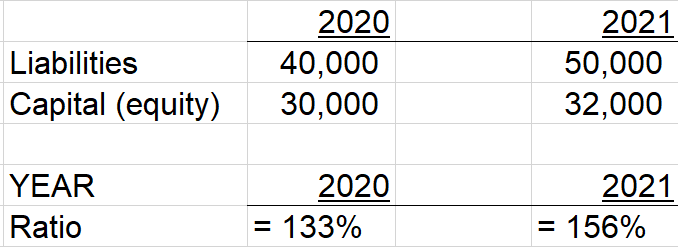 2020 2021
Liabilities 40,000 50,000
Capital (equity) 30,000 32,000
YEAR 2020 2021
Ratio = 133% = 156%